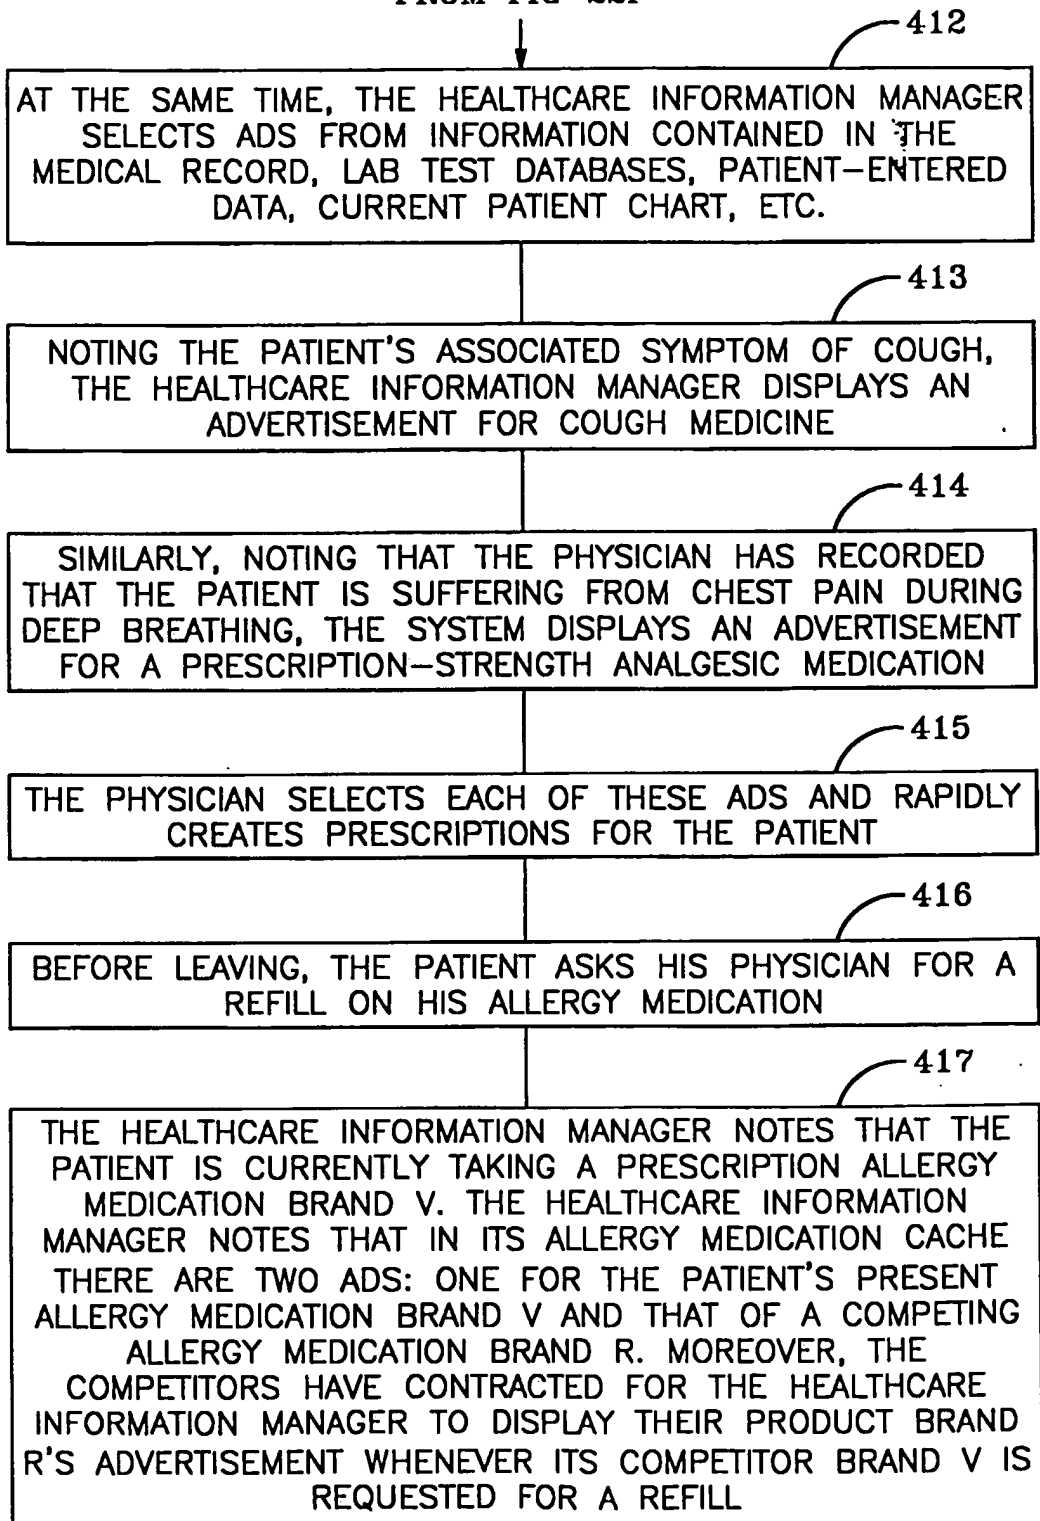 412
AT THE SAME TIME, THE HEALTHCARE INFORMATION MANAGER
SELECTS ADS FROM INFORMATION CONTAINED IN THE
MEDICAL RECORD, LAB TEST DATABASES, PATIENT-ENTERED
DATA, CURRENT PATIENT CHART, ETC.
413
NOTING THE PATIENT'S ASSOCIATED SYMPTOM OF COUGH,
THE HEALTHCARE INFORMATION MANAGER DISPLAYS AN
ADVERTISEMENT FOR COUGH MEDICINE
414
SIMILARLY, NOTING THAT THE PHYSICIAN HAS RECORDED
THAT THE PATIENT IS SUFFERING FROM CHEST PAIN DURING
DEEP BREATHING, THE SYSTEM DISPLAYS AN ADVERTISEMENT
FOR A PRESCRIPTION-STRENGTH ANALGESIC MEDICATION
415
THE PHYSICIAN SELECTS EACH OF THESE ADS AND RAPIDLY
CREATES PRESCRIPTIONS FOR THE PATIENT
416
BEFORE LEAVING, THE PATIENT ASKS HIS PHYSICIAN FOR A
REFILL ON HIS ALLERGY MEDICATION
417
THE HEALTHCARE INFORMATION MANAGER NOTES THAT THE
PATIENT IS CURRENTLY TAKING A PRESCRIPTION ALLERGY
MEDICATION BRAND V. THE HEALTHCARE INFORMATION
MANAGER NOTES THAT IN ITS ALLERGY MEDICATION CACHE
THERE ARE TWO ADS: ONE FOR THE PATIENT'S PRESENT
ALLERGY MEDICATION BRAND V AND THAT OF A COMPETING
ALLERGY MEDICATION BRAND R. MOREOVER, THE
COMPETITORS HAVE CONTRACTED FOR THE HEALTHCARE
INFORMATION MANAGER TO DISPLAY THEIR PRODUCT BRAND
R'S ADVERTISEMENT WHENEVER ITS COMPETITOR BRAND V IS
REQUESTED FOR A REFILL